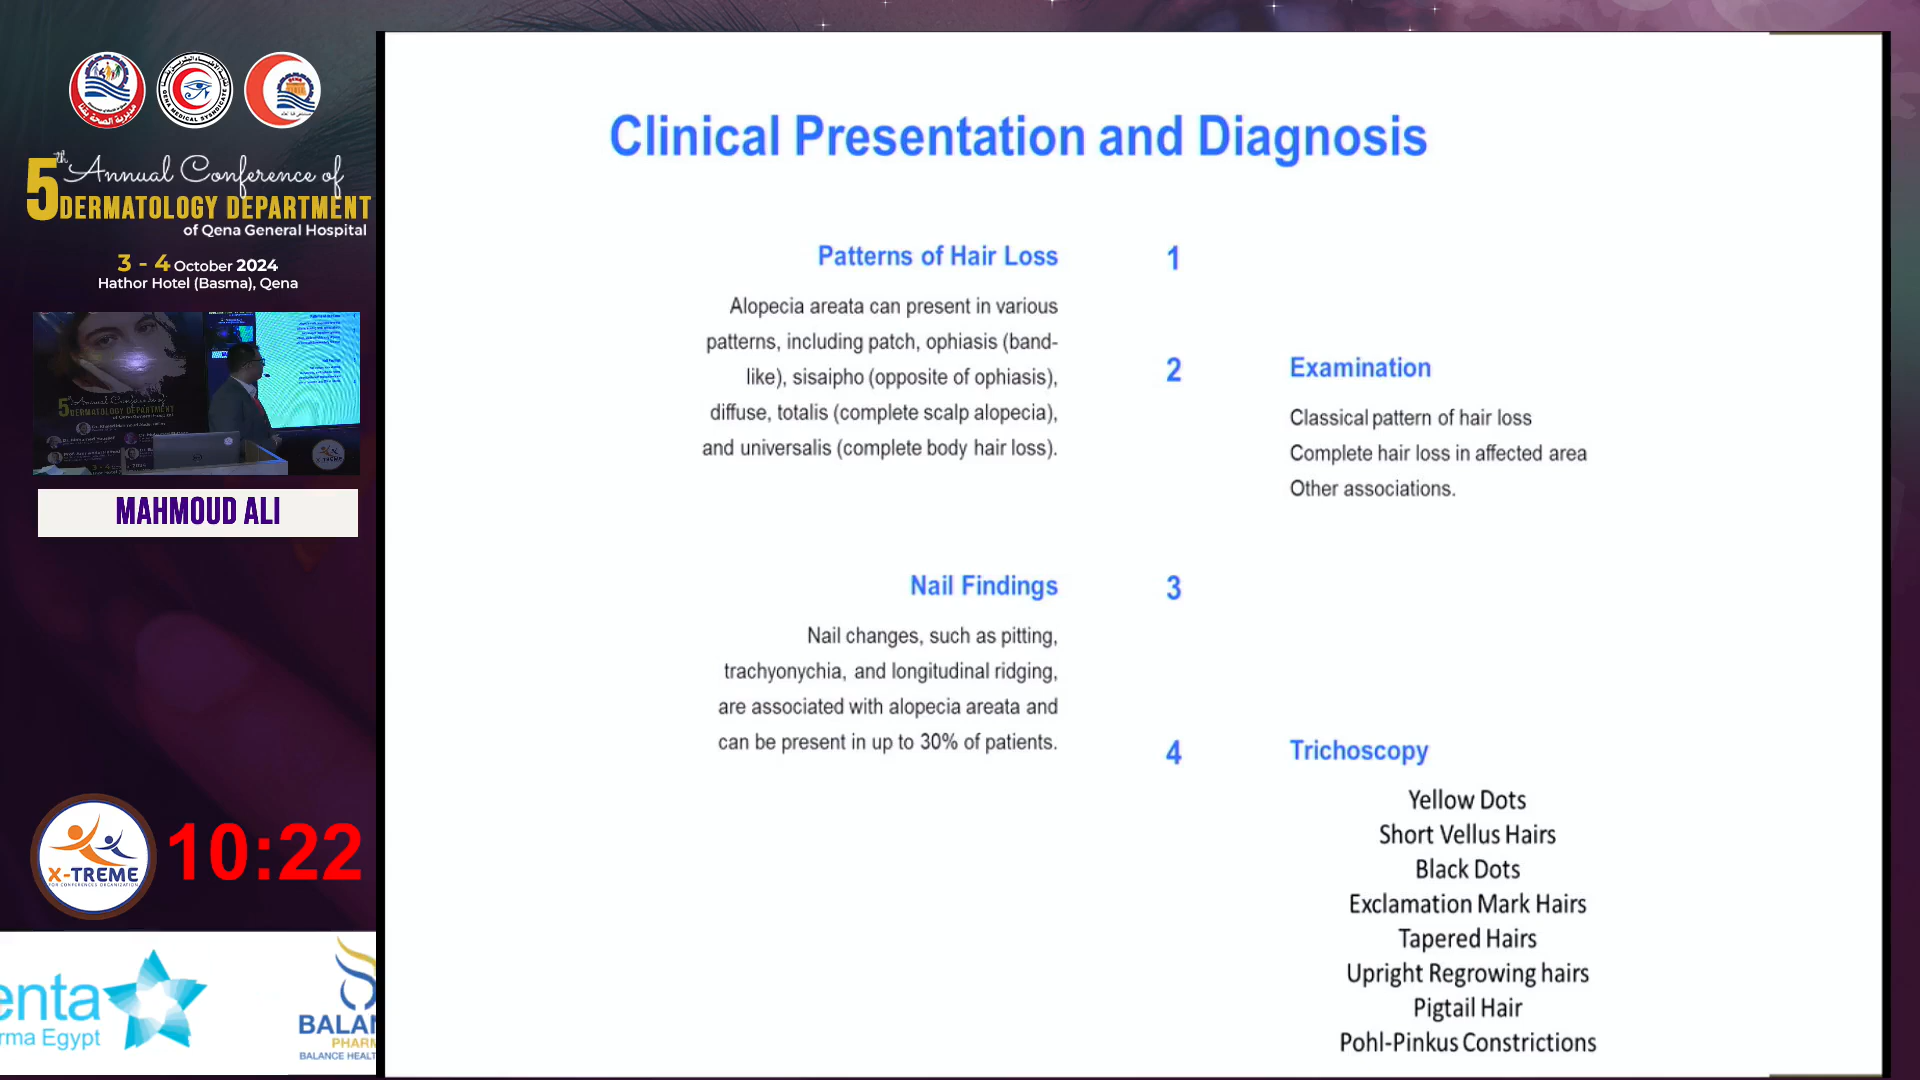 5th Annual Conference of
DERMATOLOGY DEPARTMENT
of Qena General Hospital
3 - 4 October 2024
Hathor Hotel (Basma), Qena
MAHMOUD ALI
X-TREME
FOR CONFERENCES ORGANIZATION
10:22
enta
rma Egypt
BALAN
PHARM
BALANCE HEALT
Clinical Presentation and Diagnosis
Patterns of Hair Loss
1
Alopecia areata can present in various
patterns, including patch, ophiasis (band-
like), sisaipho (opposite of ophiasis),
diffuse, totalis (complete scalp alopecia),
and universalis (complete body hair loss).
2
Examination
Classical pattern of hair loss
Complete hair loss in affected area
Other associations.
Nail Findings
3
Nail changes, such as pitting,
trachyonychia, and longitudinal ridging,
are associated with alopecia areata and
can be present in up to 30% of patients.
4
Trichoscopy
Yellow Dots
Short Vellus Hairs
Black Dots
Exclamation Mark Hairs
Tapered Hairs
Upright Regrowing hairs
Pigtail Hair
Pohl-Pinkus Constrictions